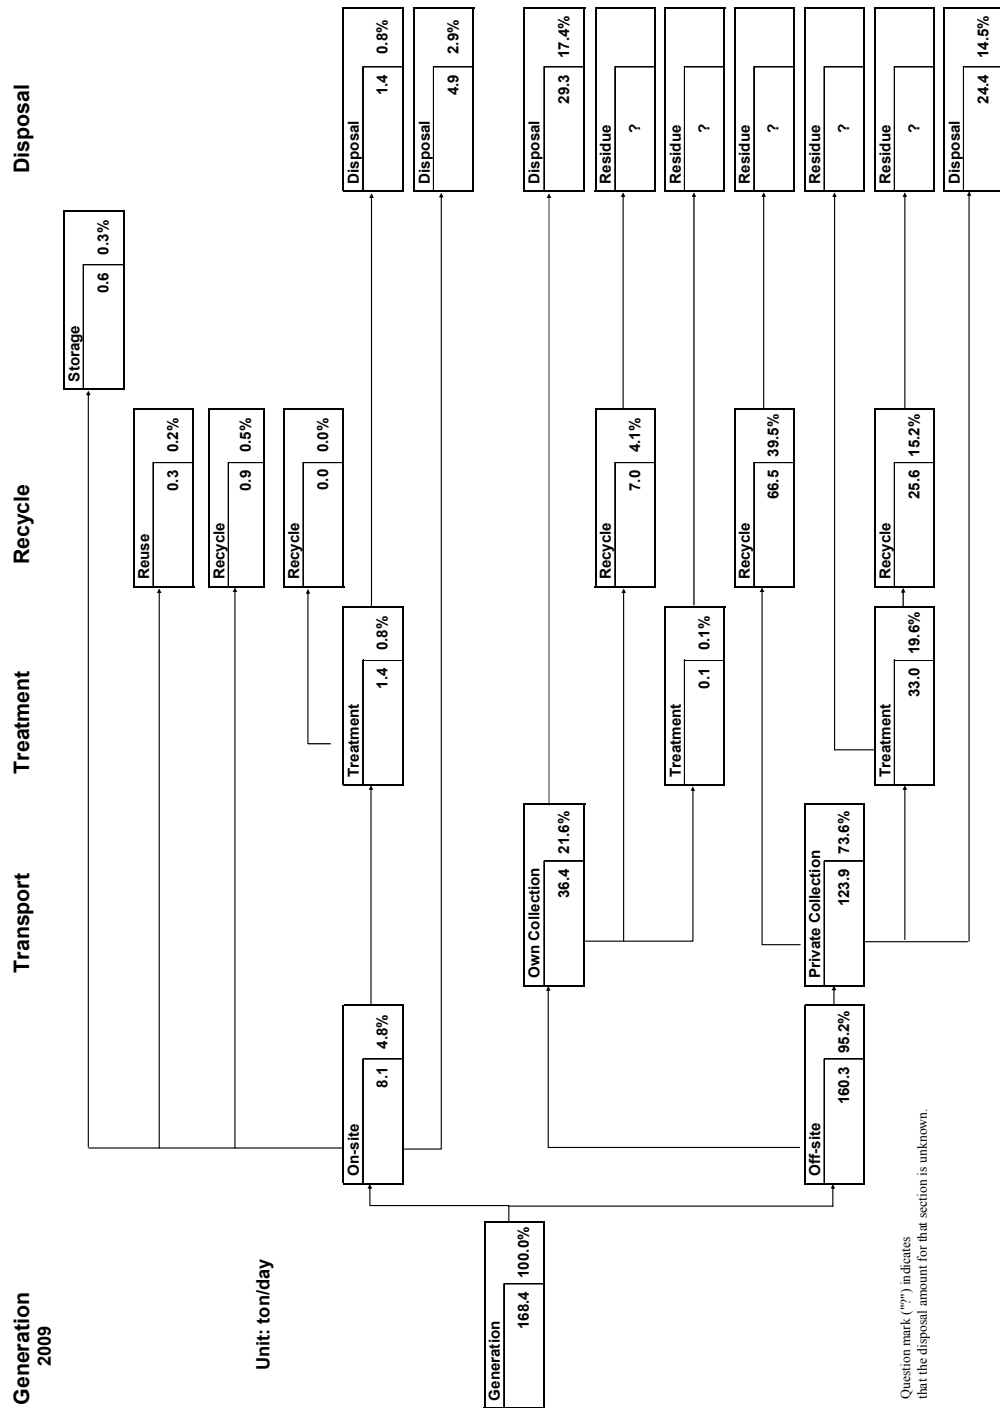 Generation Transport Treatment Recycle Disposal
2009
Unit: ton/day
Storage
0.6 0.3%
Reuse
0.3 0.2%
Recycle
0.9 0.5%
Recycle
0.0 0.0%
On-site
8.1 4.8%
Treatment
1.4 0.8%
Disposal
1.4 0.8%
Disposal
4.9 2.9%
Generation
168.4 100.0%
Own Collection
36.4 21.6%
Disposal
29.3 17.4%
Recycle
7.0 4.1%
Residue
?
Treatment
0.1 0.1%
Residue
?
Recycle
66.5 39.5%
Residue
?
Off-site
160.3 95.2%
Private Collection
123.9 73.6%
Residue
?
Treatment
33.0 19.6%
Recycle
25.6 15.2%
Residue
?
Disposal
24.4 14.5%
Question mark ("?") indicates
that the disposal amount for that section is unknown.